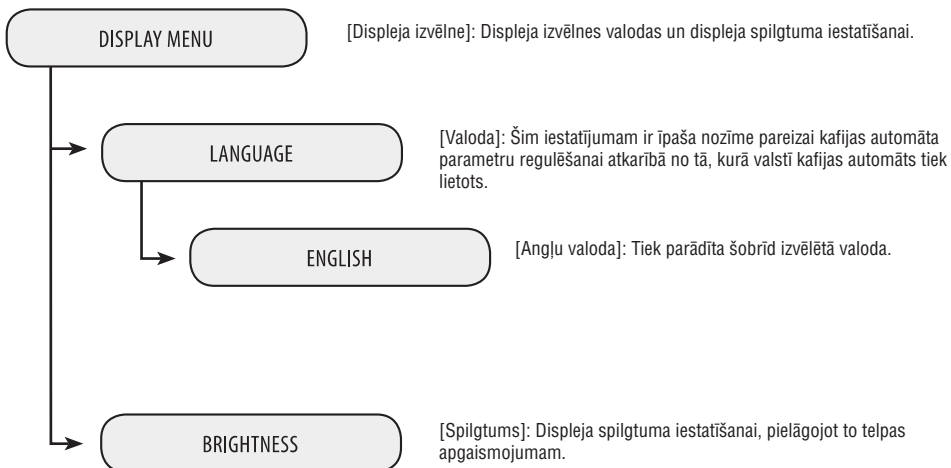 DISPLAY MENU
[Displeja izvēlne]: Displeja izvēlnes valodas un displeja spilgtuma iestatīšanai.
LANGUAGE
[Valoda]: Šim iestatījumam ir īpaša nozīme pareizai kafijas automāta
parametru regulēšanai atkarībā no tā, kurā valstī kafijas automāts tiek
lietots.
ENGLISH
[Angļu valoda]: Tiek parādīta šobrīd izvēlētā valoda.
BRIGHTNESS
[Spilgtums]: Displeja spilgtuma iestatīšanai, pielāgojot to telpas
apgaismojumam.